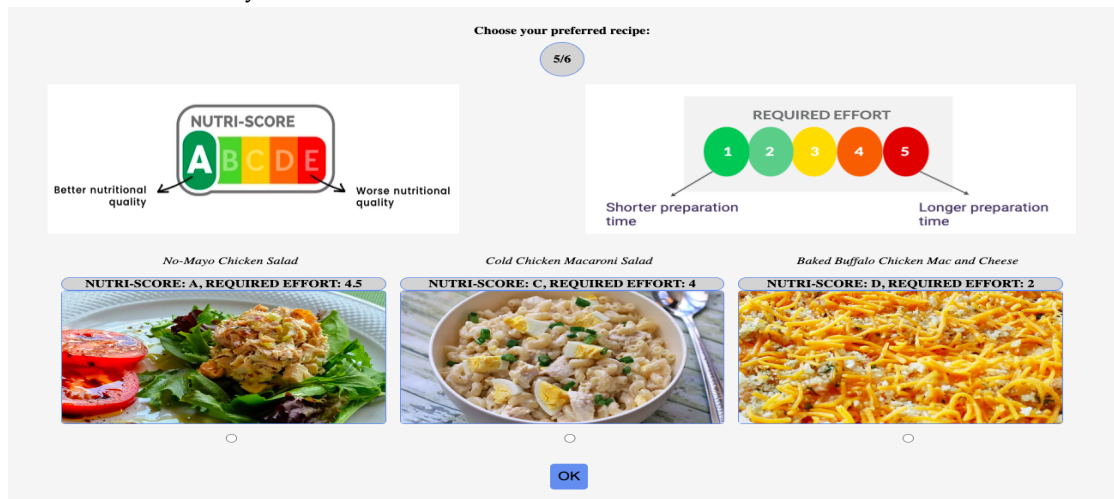 Choose your preferred recipe:
5/6
NUTRI-SCORE
A B C D E
Better nutritional
quality
Worse nutritional
quality
REQUIRED EFFORT
1 2 3 4 5
Shorter preparation
time
Longer preparation
time
No-Mayo Chicken Salad
NUTRI-SCORE: A, REQUIRED EFFORT: 4.5
Cold Chicken Macaroni Salad
NUTRI-SCORE: C, REQUIRED EFFORT: 4
Baked Buffalo Chicken Mac and Cheese
NUTRI-SCORE: D, REQUIRED EFFORT: 2
OK